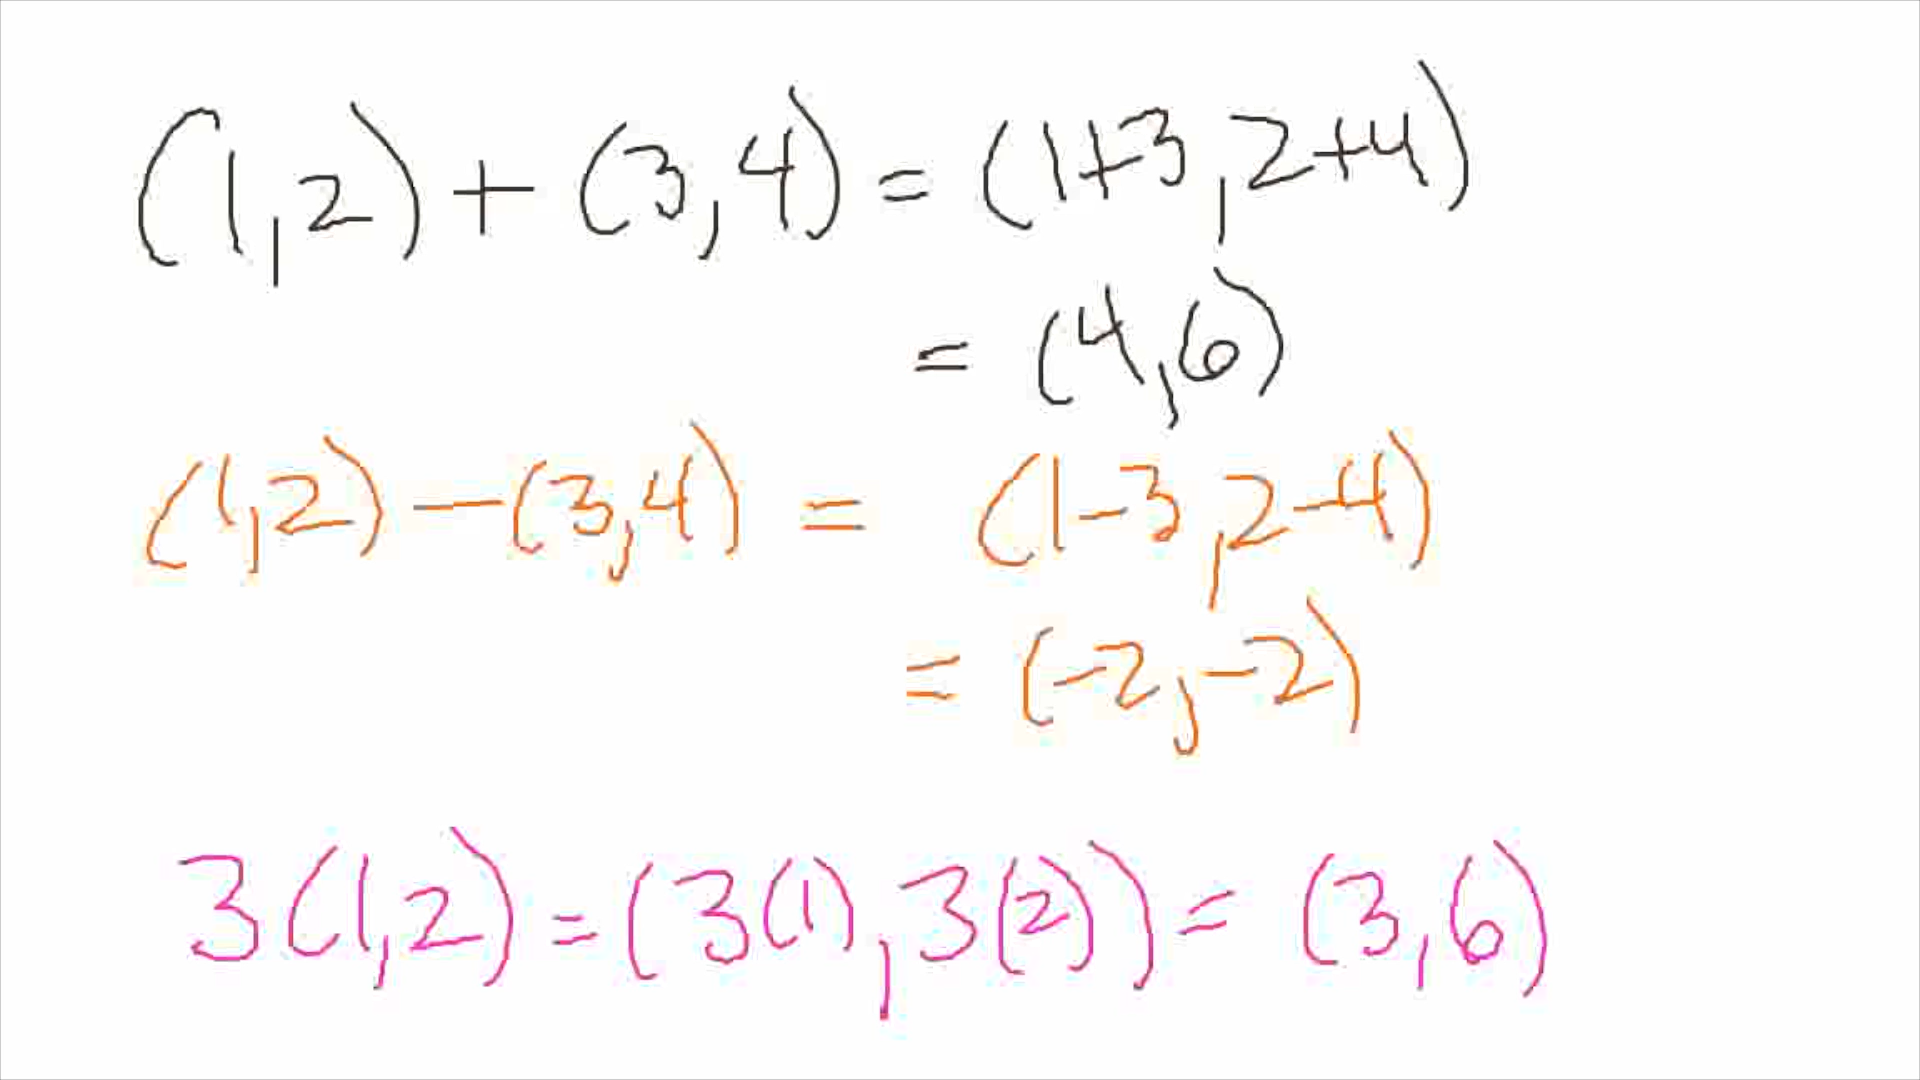 (1,2) + (3,4) = (1+3, 2+4)
= (4,6)
(1,2) - (3,4) = (1-3, 2-4)
= (-2, -2)
3(1,2) = (3(1), 3(2)) = (3,6)